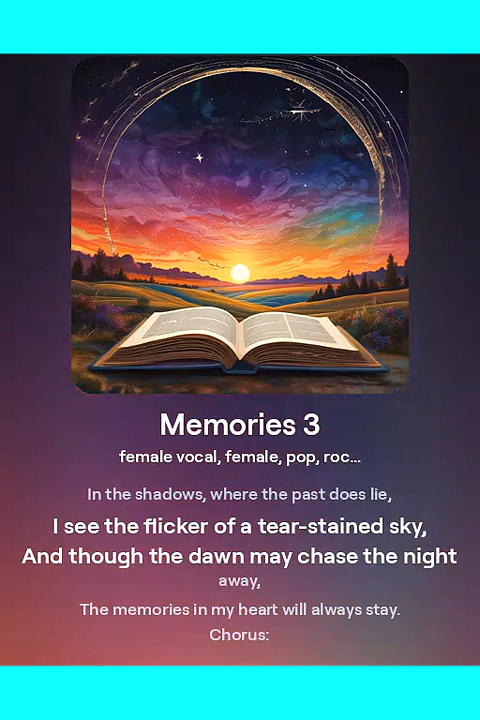 Memories 3
female vocal, female, pop, roc...
In the shadows, where the past does lie,
I see the flicker of a tear-stained sky,
And though the dawn may chase the night
away,
The memories in my heart will always stay.
Chorus: